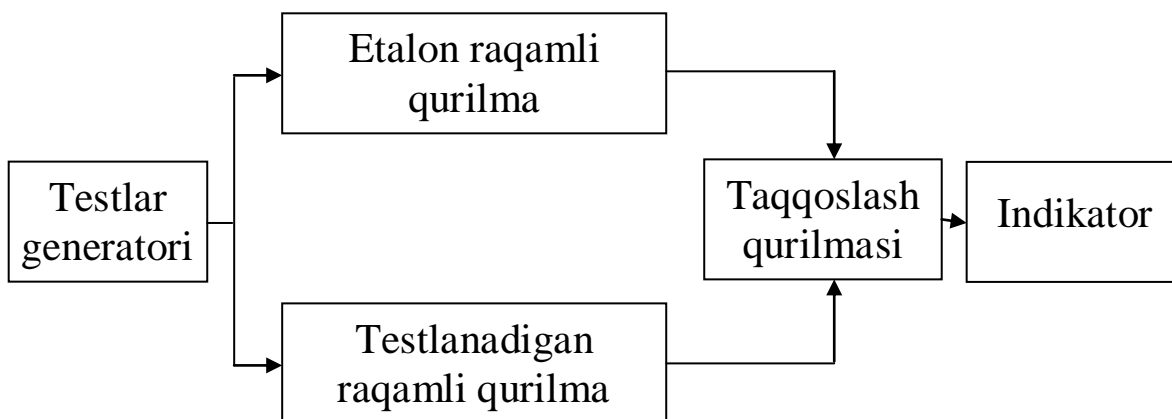 Etalon raqamli
qurilma
Testlar
generatori
Taqqoslash
qurilmasi
Indikator
Testlanadigan
raqamli qurilma